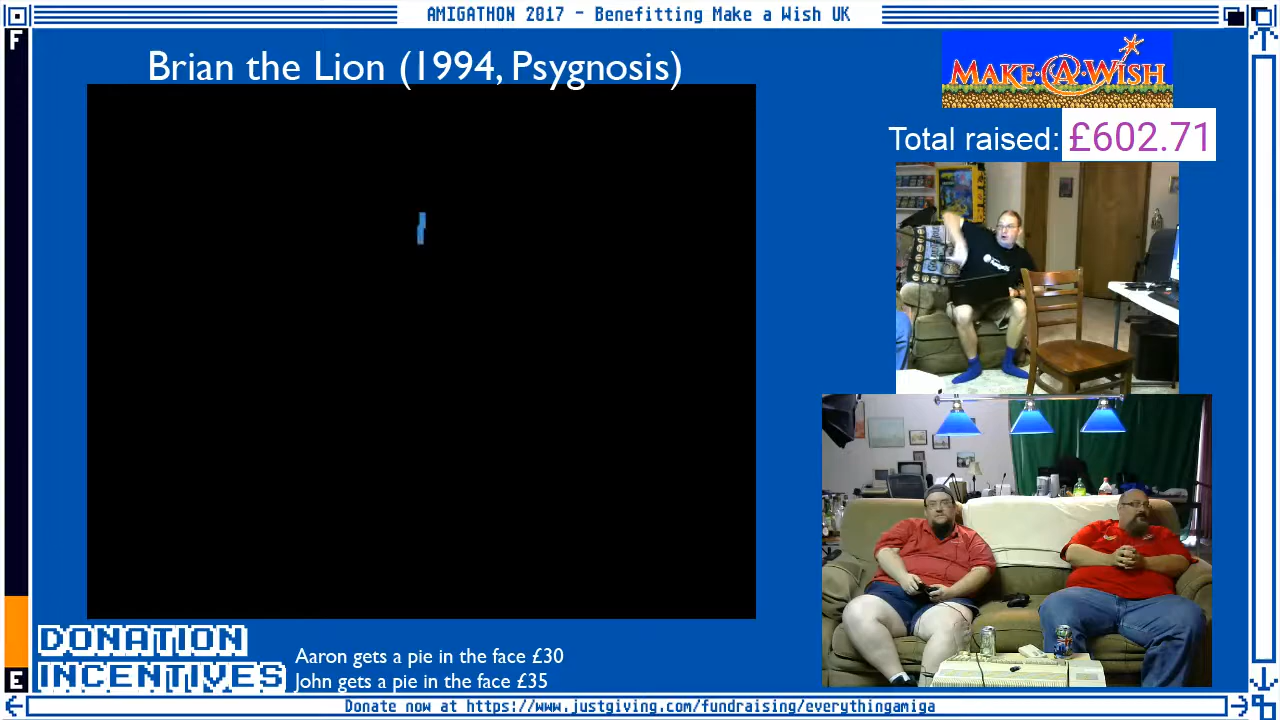 AMIGATHON 2017 - Benefitting Make a Wish UK
F
Brian the Lion (1994, Psygnosis)
MAKE-A-WISH
Total raised: £602.71
DONATION
INCENTIVES
Aaron gets a pie in the face £30
John gets a pie in the face £35
E
Donate now at https://www.justgiving.com/fundraising/everythingamiga